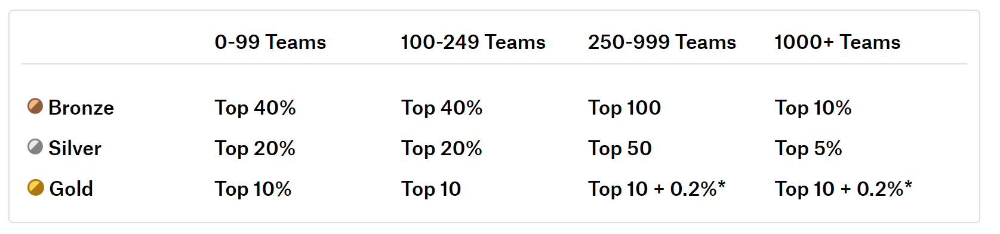 0-99 Teams 100-249 Teams 250-999 Teams 1000+ Teams
Bronze Top 40% Top 40% Top 100 Top 10%
Silver Top 20% Top 20% Top 50 Top 5%
Gold Top 10% Top 10 Top 10 + 0.2%* Top 10 + 0.2%*